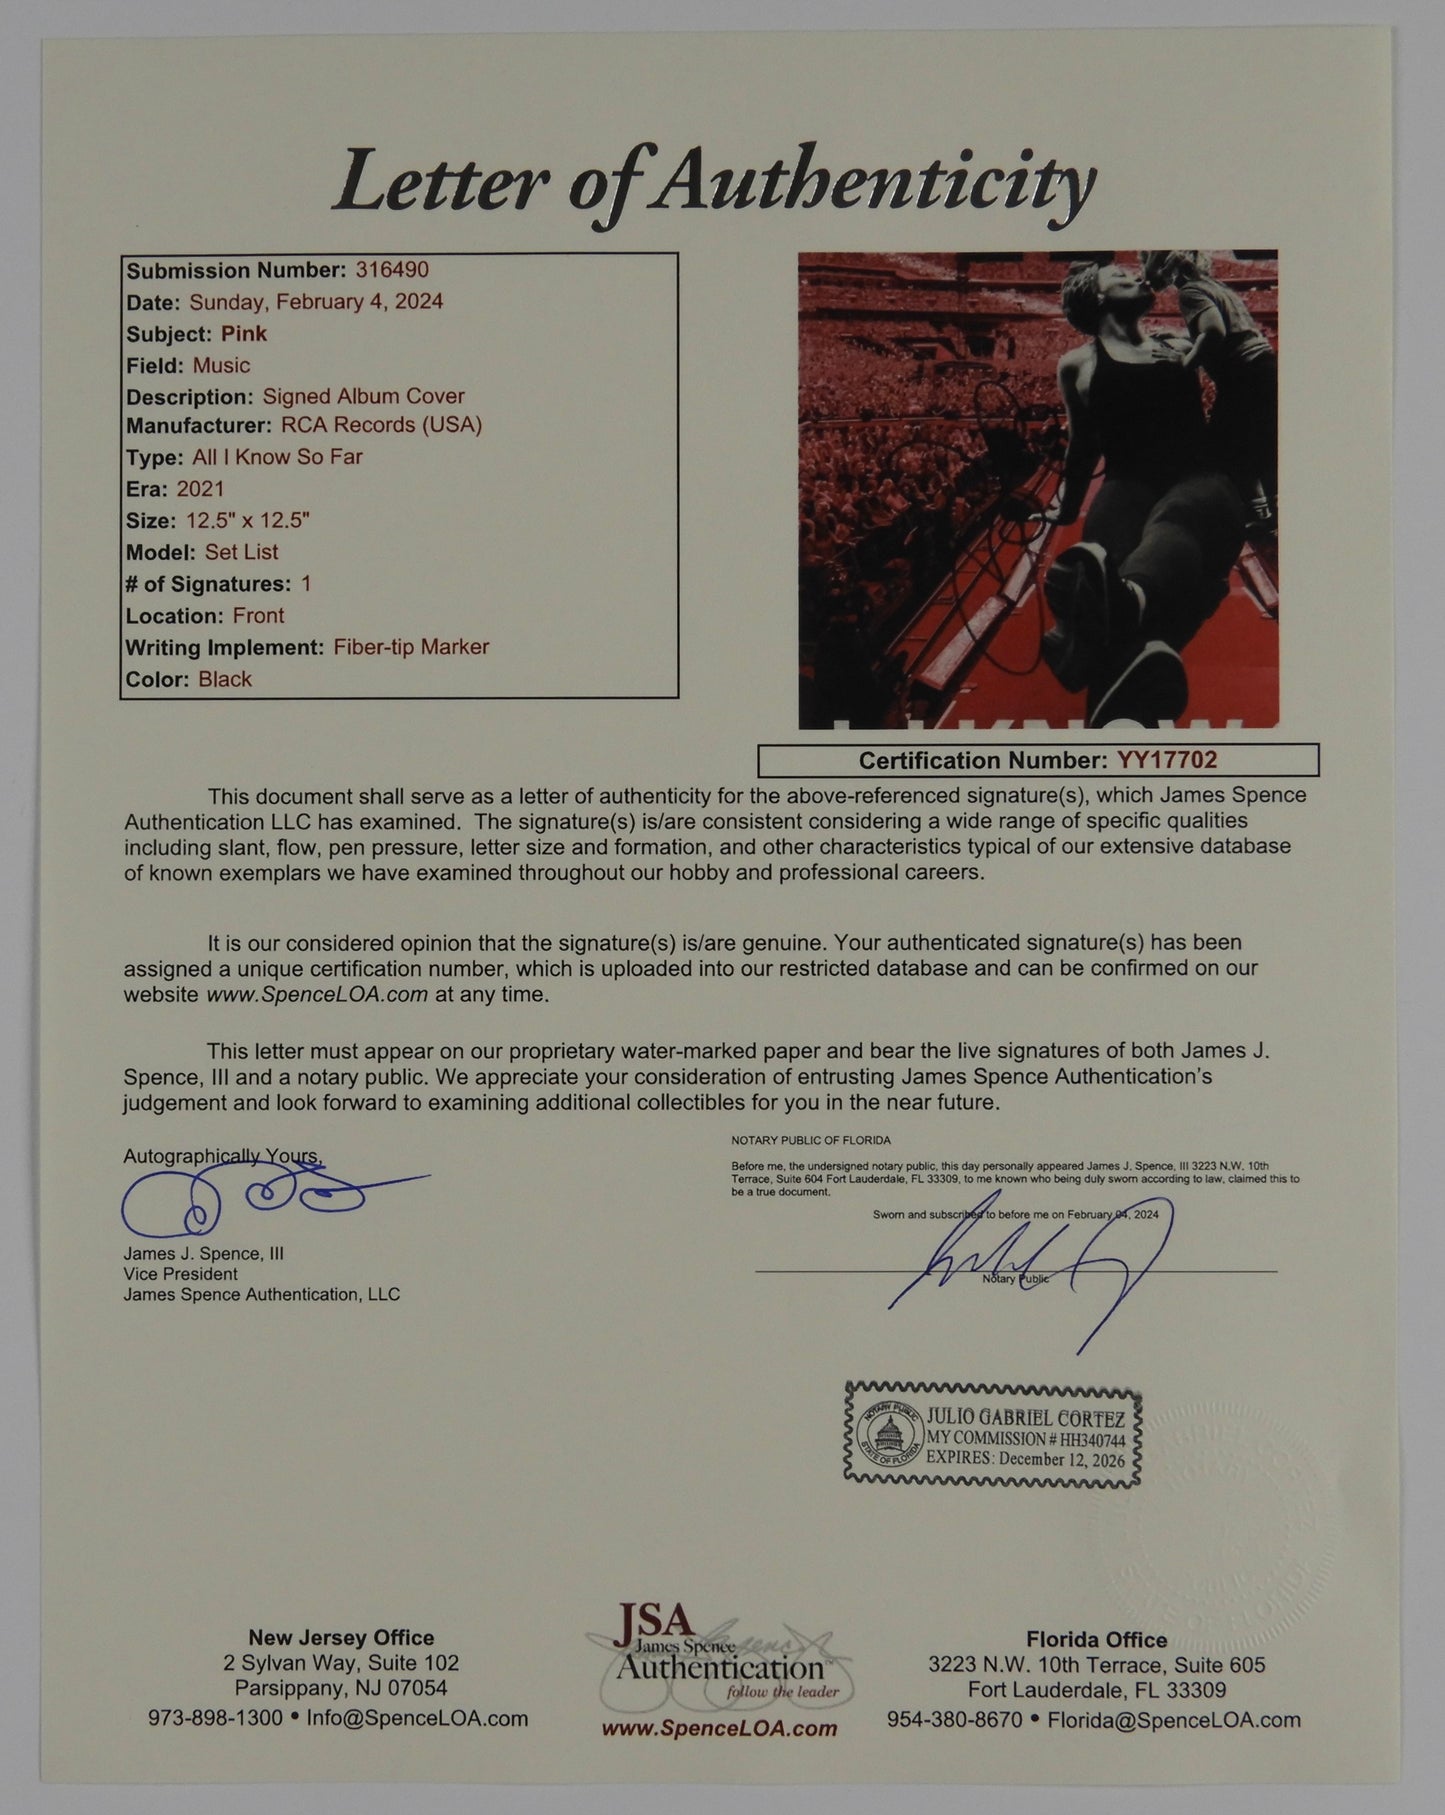 Letter of Authenticity
Submission Number: 316490
Date: Sunday, February 4, 2024
Subject: Pink
Field: Music
Description: Signed Album Cover
Manufacturer: RCA Records (USA)
Type: All I Know So Far
Era: 2021
Size: 12.5" x 12.5"
Model: Set List
# of Signatures: 1
Location: Front
Writing Implement: Fiber-tip Marker
Color: Black
Certification Number: YY17702
This document shall serve as a letter of authenticity for the above-referenced signature(s), which James Spence
Authentication LLC has examined. The signature(s) is/are consistent considering a wide range of specific qualities
including slant, flow, pen pressure, letter size and formation, and other characteristics typical of our extensive database
of known exemplars we have examined throughout our hobby and professional careers.
It is our considered opinion that the signature(s) is/are genuine. Your authenticated signature(s) has been
assigned a unique certification number, which is uploaded into our restricted database and can be confirmed on our
website www.SpenceLOA.com at any time.
This letter must appear on our proprietary water-marked paper and bear the live signatures of both James J.
Spence, III and a notary public. We appreciate your consideration of entrusting James Spence Authentication's
judgement and look forward to examining additional collectibles for you in the near future.
Autographically Yours,
James J. Spence, III
Vice President
James Spence Authentication, LLC
NOTARY PUBLIC OF FLORIDA
Before me, the undersigned notary public, this day personally appeared James J. Spence, III 3223 N.W. 10th
Terrace, Suite 604 Fort Lauderdale, FL 33309, to me known who being duly sworn according to law, claimed this to
be a true document.
Sworn and subscribed to before me on February 04, 2024
Notary Public
NOTARY PUBLIC
STATE OF FLORIDA
JULIO GABRIEL CORTEZ
MY COMMISSION # HH340744
EXPIRES: December 12, 2026
New Jersey Office
2 Sylvan Way, Suite 102
Parsippany, NJ 07054
973-898-1300 • Info@SpenceLOA.com
JSA
James Spence
Authentication™
follow the leader
www.SpenceLOA.com
Florida Office
3223 N.W. 10th Terrace, Suite 605
Fort Lauderdale, FL 33309
954-380-8670 • Florida@SpenceLOA.com